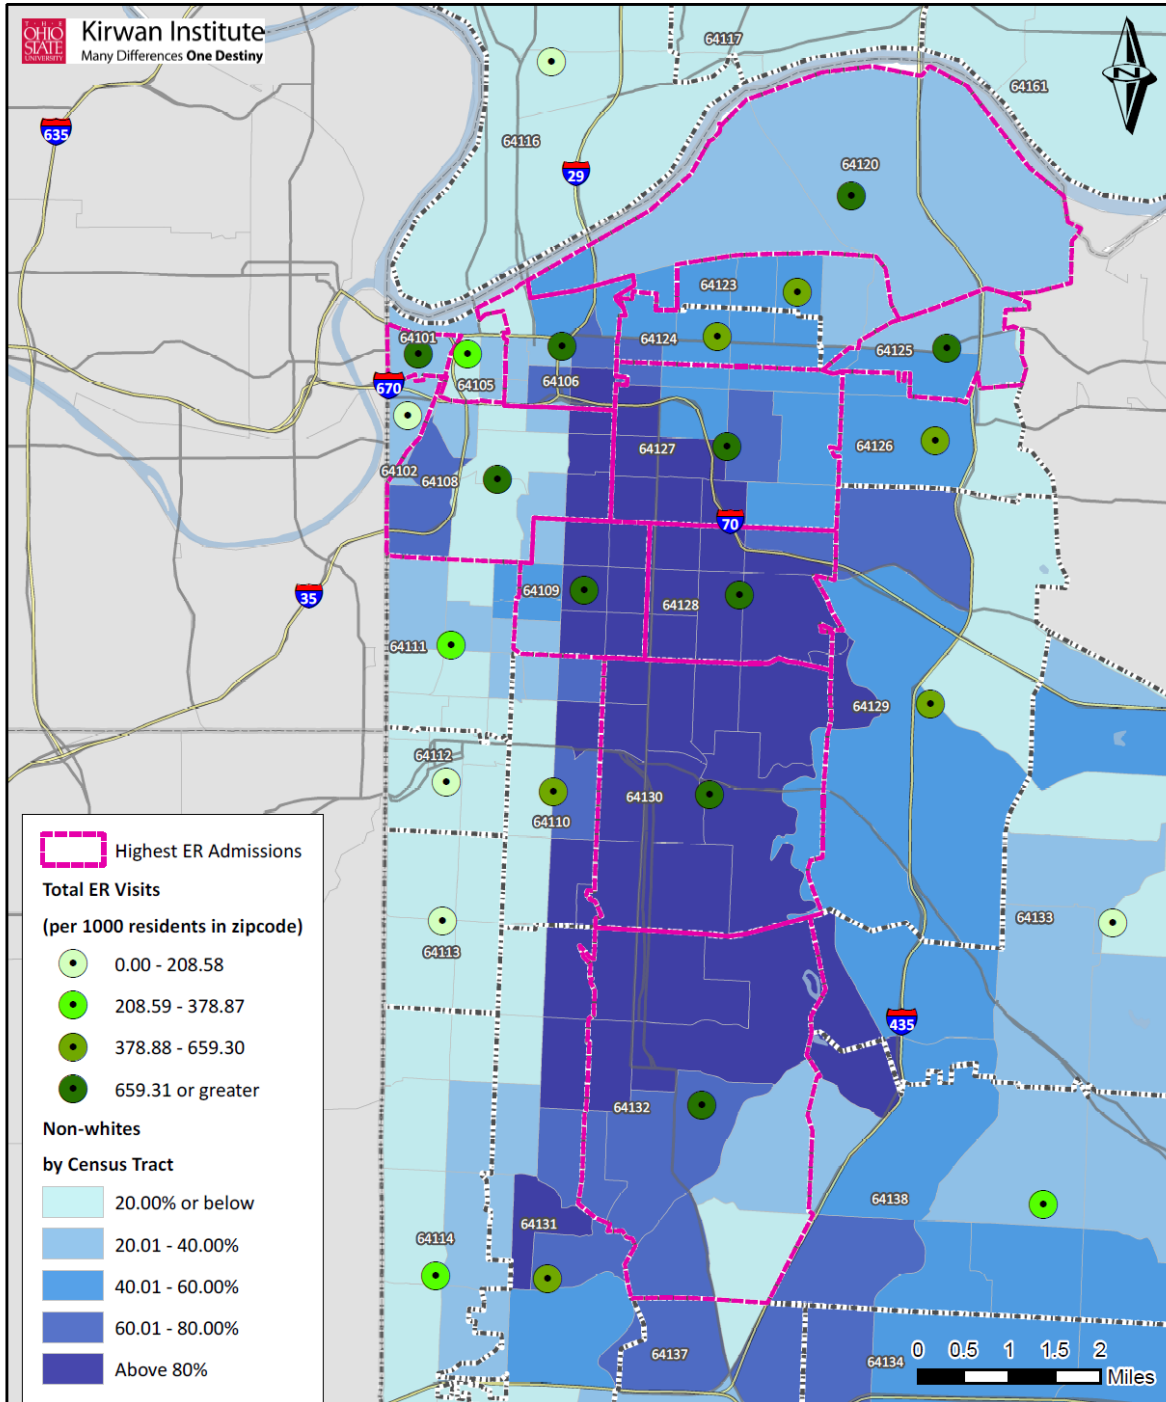 THE
OHIO
STATE
UNIVERSITY
Kirwan Institute
Many Differences One Destiny
N
64117
64161
635
64116
29
64120
64123
64124
64125
64101
64105
64106
670
64127
64126
64102
64108
70
35
64109
64128
64111
64129
64112
64130
64110
64133
64113
435
64132
64138
64131
64114
64137
64134
Highest ER Admissions
Total ER Visits
(per 1000 residents in zipcode)
0.00 - 208.58
208.59 - 378.87
378.88 - 659.30
659.31 or greater
Non-whites
by Census Tract
20.00% or below
20.01 - 40.00%
40.01 - 60.00%
60.01 - 80.00%
Above 80%
0 0.5 1 1.5 2
Miles